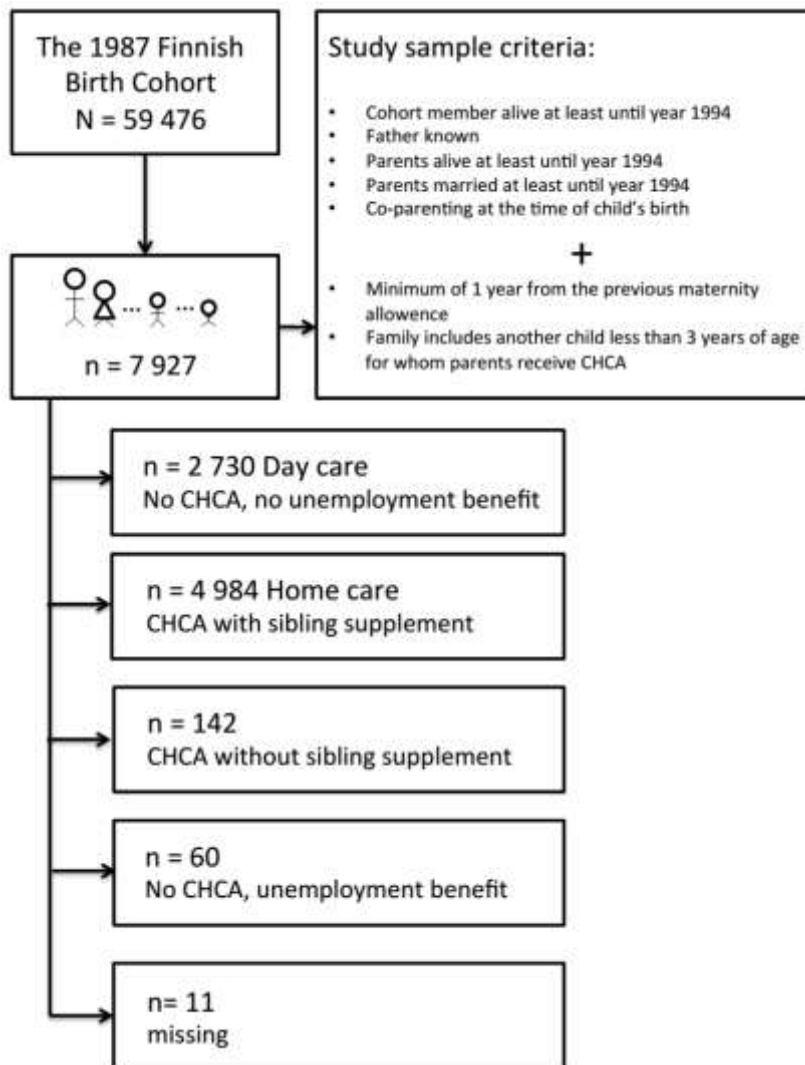 The 1987 Finnish
Birth Cohort
N = 59 476
Study sample criteria:
• Cohort member alive at least until year 1994
• Father known
• Parents alive at least until year 1994
• Parents married at least until year 1994
• Co-parenting at the time of child's birth
+
• Minimum of 1 year from the previous maternity
allowence
• Family includes another child less than 3 years of age
for whom parents receive CHCA
... ...
n = 7 927
n = 2 730 Day care
No CHCA, no unemployment benefit
n = 4 984 Home care
CHCA with sibling supplement
n = 142
CHCA without sibling supplement
n = 60
No CHCA, unemployment benefit
n= 11
missing